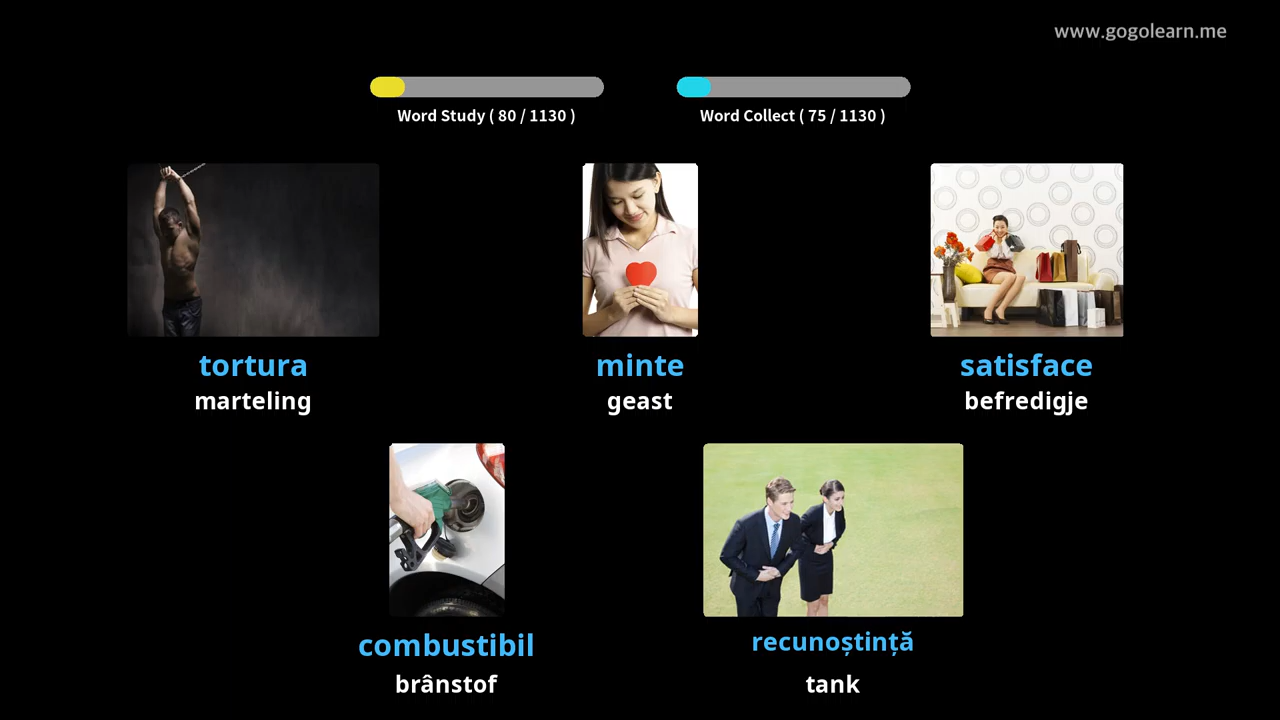 www.gogolearn.me
Word Study ( 80 / 1130 )
Word Collect ( 75 / 1130 )
tortura
marteling
minte
geast
satisface
befredigje
combustibil
brânstof
recunoștință
tank